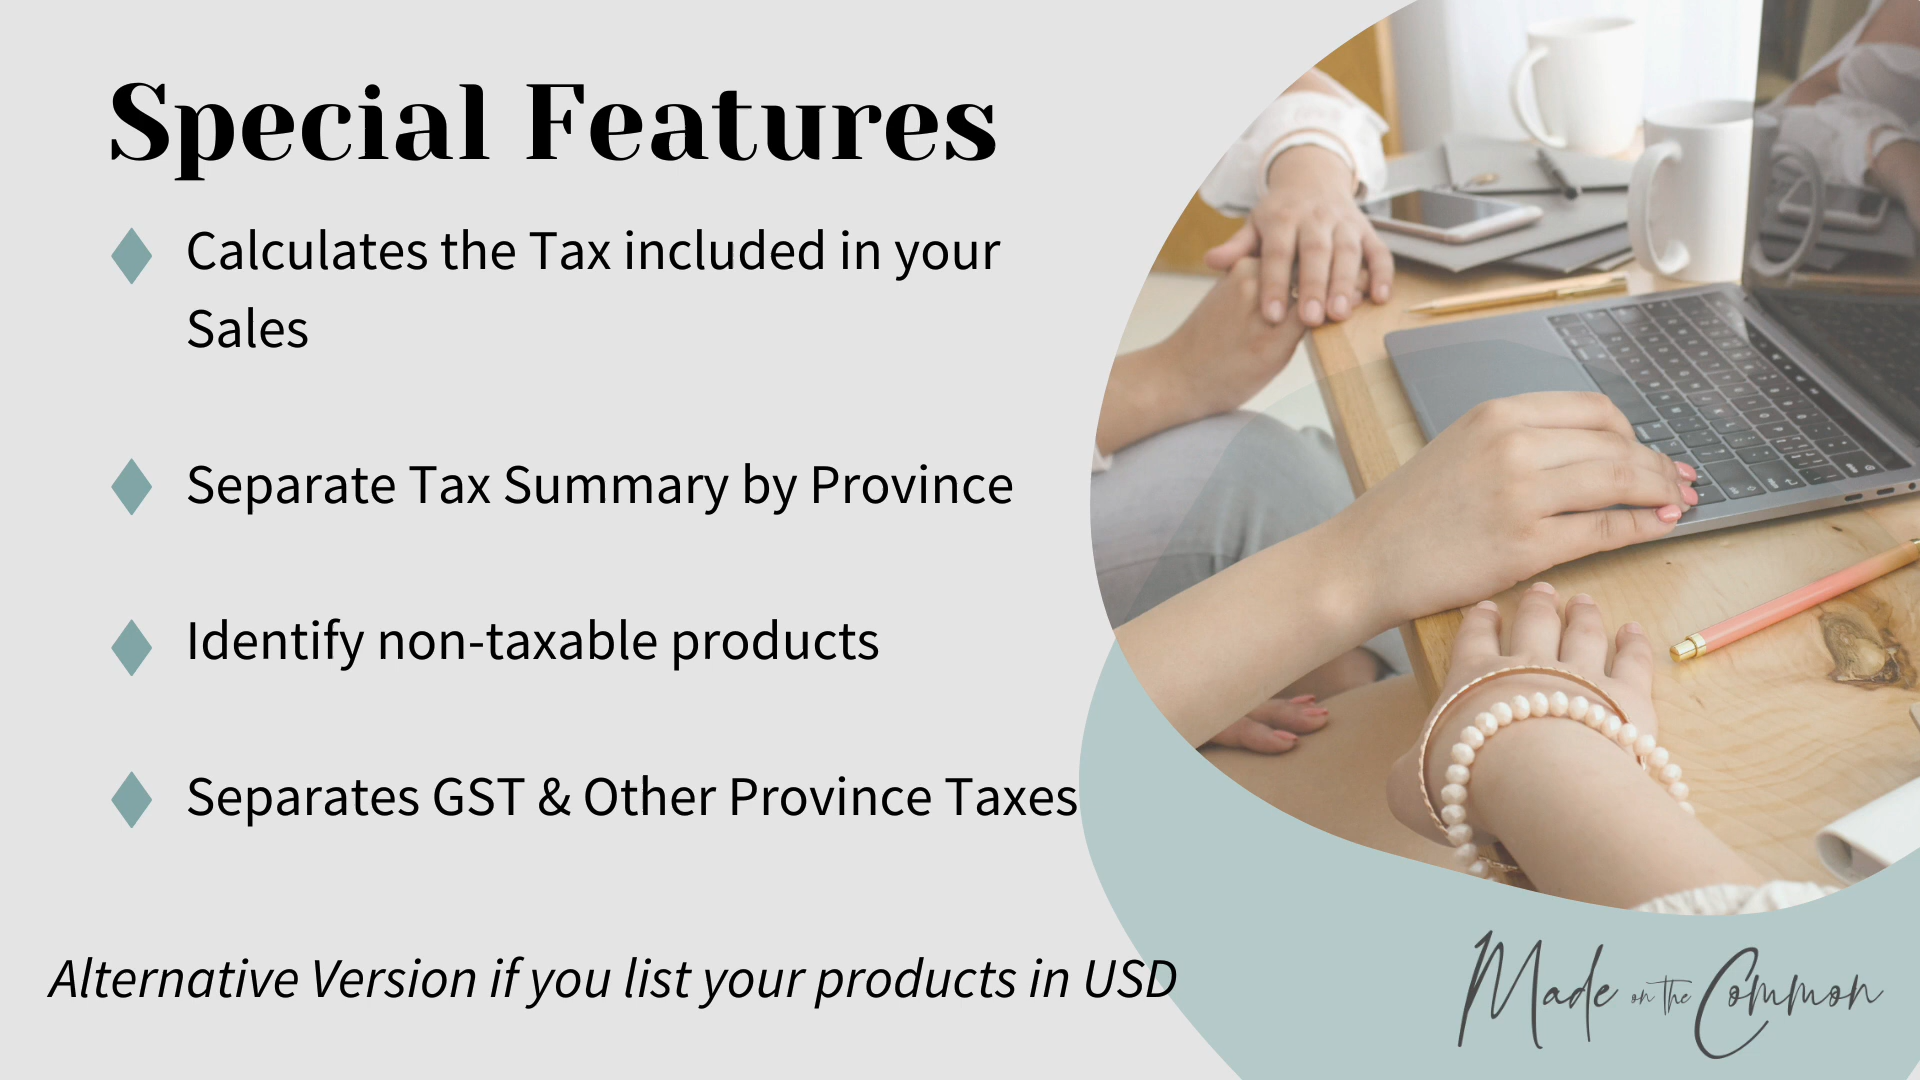 Special Features
Calculates the Tax included in your
Sales
Separate Tax Summary by Province
Identify non-taxable products
Separates GST & Other Province Taxes
Alternative Version if you list your products in USD
Made on the Common